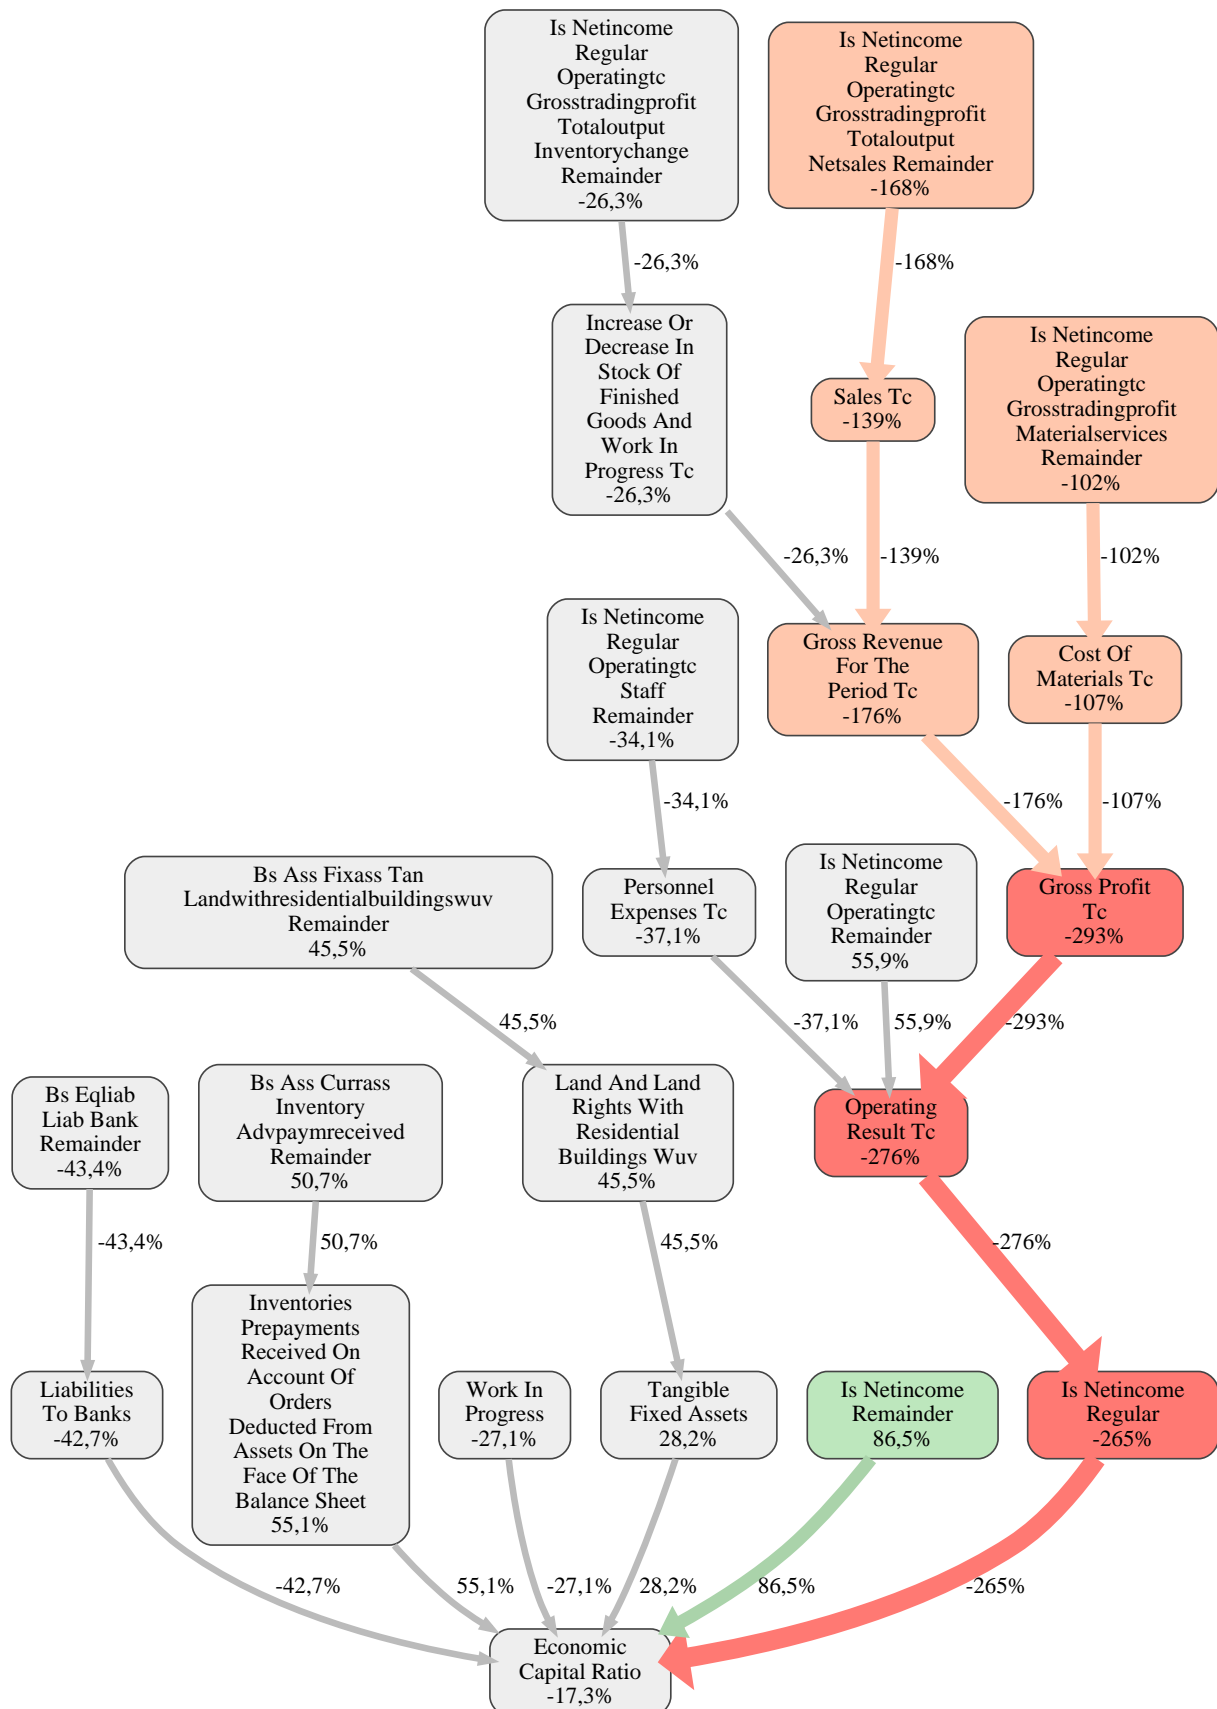 Is Netincome
Regular
Operatingtc
Grosstradingprofit
Totaloutput
Inventorychange
Remainder
-26,3%
Is Netincome
Regular
Operatingtc
Grosstradingprofit
Totaloutput
Netsales Remainder
-168%
-26,3%
-168%
Increase Or
Decrease In
Stock Of
Finished
Goods And
Work In
Progress Tc
-26,3%
Sales Tc
-139%
Is Netincome
Regular
Operatingtc
Grosstradingprofit
Materialservices
Remainder
-102%
-26,3%
-139%
-102%
Is Netincome
Regular
Operatingtc
Staff
Remainder
-34,1%
Gross Revenue
For The
Period Tc
-176%
Cost Of
Materials Tc
-107%
-34,1%
-176%
-107%
Bs Ass Fixass Tan
Landwithresidentialbuildingswuv
Remainder
45,5%
Personnel
Expenses Tc
-37,1%
Is Netincome
Regular
Operatingtc
Remainder
55,9%
Gross Profit
Tc
-293%
45,5%
-37,1%
55,9%
-293%
Bs Eqliab
Liab Bank
Remainder
-43,4%
Bs Ass Currass
Inventory
Advpaymreceived
Remainder
50,7%
Land And Land
Rights With
Residential
Buildings Wuv
45,5%
Operating
Result Tc
-276%
-43,4%
50,7%
45,5%
-276%
Liabilities
To Banks
-42,7%
Inventories
Prepayments
Received On
Account Of
Orders
Deducted From
Assets On The
Face Of The
Balance Sheet
55,1%
Work In
Progress
-27,1%
Tangible
Fixed Assets
28,2%
Is Netincome
Remainder
86,5%
Is Netincome
Regular
-265%
-42,7%
55,1%
-27,1%
28,2%
86,5%
-265%
Economic
Capital Ratio
-17,3%